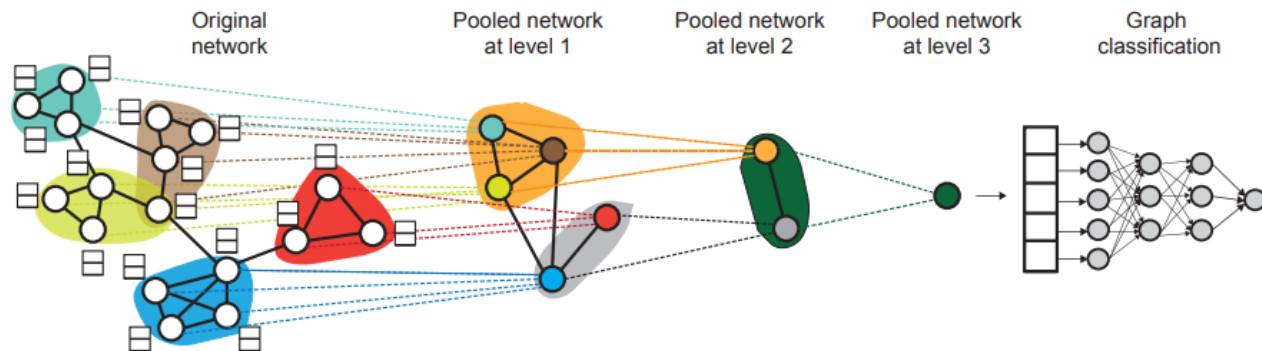 Original
network
Pooled network
at level 1
Pooled network
at level 2
Pooled network
at level 3
Graph
classification